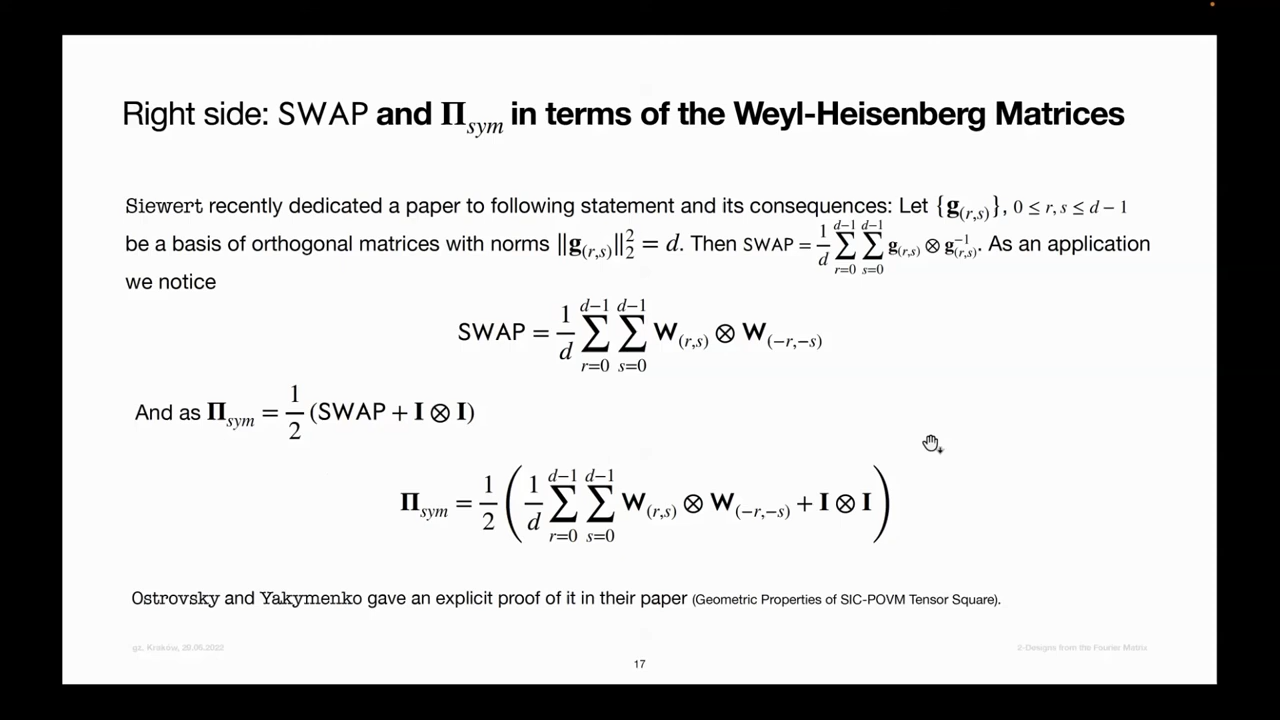 Right side: SWAP and Π_sym in terms of the Weyl-Heisenberg Matrices
Siewert recently dedicated a paper to following statement and its consequences: Let {g_(r,s)}, 0 ≤ r, s ≤ d − 1
be a basis of orthogonal matrices with norms ||g_(r,s)||_2^2 = d. Then SWAP = 1/d ∑_{r=0}^{d−1} ∑_{s=0}^{d−1} g_(r,s) ⊗ g_(r,s)^{−1}. As an application
we notice
SWAP = 1/d ∑_{r=0}^{d−1} ∑_{s=0}^{d−1} W_(r,s) ⊗ W_(−r,−s)
And as Π_sym = 1/2 (SWAP + I ⊗ I)
Π_sym = 1/2 ( 1/d ∑_{r=0}^{d−1} ∑_{s=0}^{d−1} W_(r,s) ⊗ W_(−r,−s) + I ⊗ I )
Ostrovsky and Yakymenko gave an explicit proof of it in their paper (Geometric Properties of SIC-POVM Tensor Square).
gz, Kraków, 29.06.2022
2-Designs from the Fourier Matrix
17